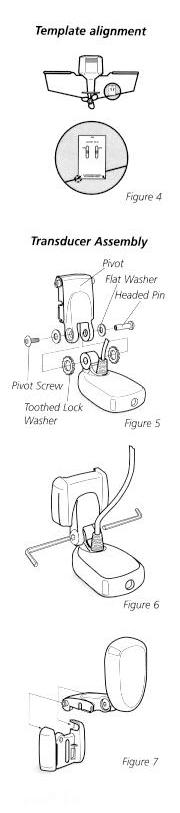 Template alignment
Figure 4
Transducer Assembly
Pivot
Flat Washer
Headed Pin
Pivot Screw
Toothed Lock
Washer
Figure 5
Figure 6
Figure 7